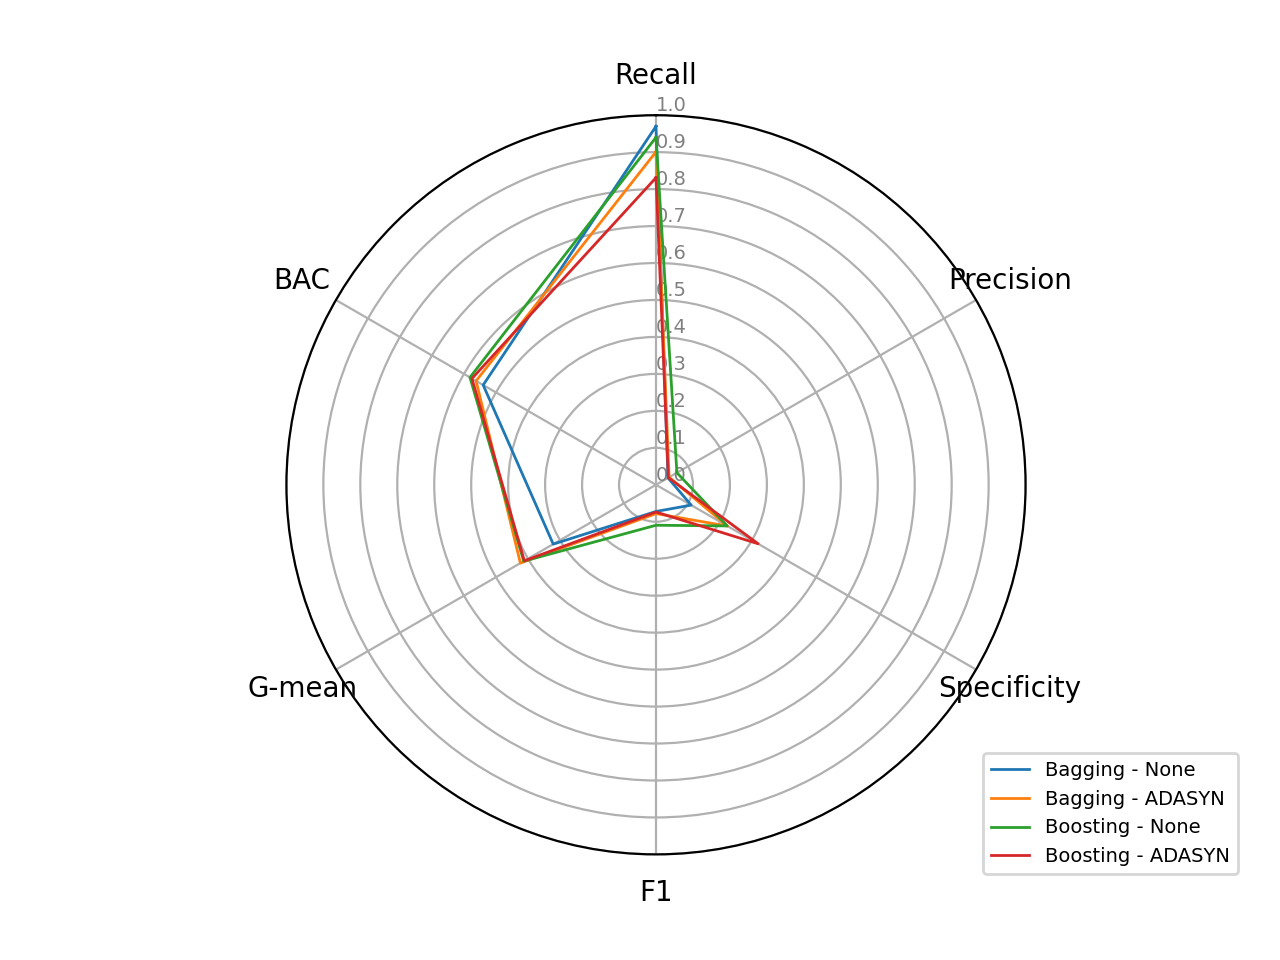 Recall
1.0
0.9
0.8
0.7
0.6
0.5
0.4
0.3
0.2
0.1
0.0
BAC
Precision
G-mean
Specificity
F1
Bagging - None
Bagging - ADASYN
Boosting - None
Boosting - ADASYN